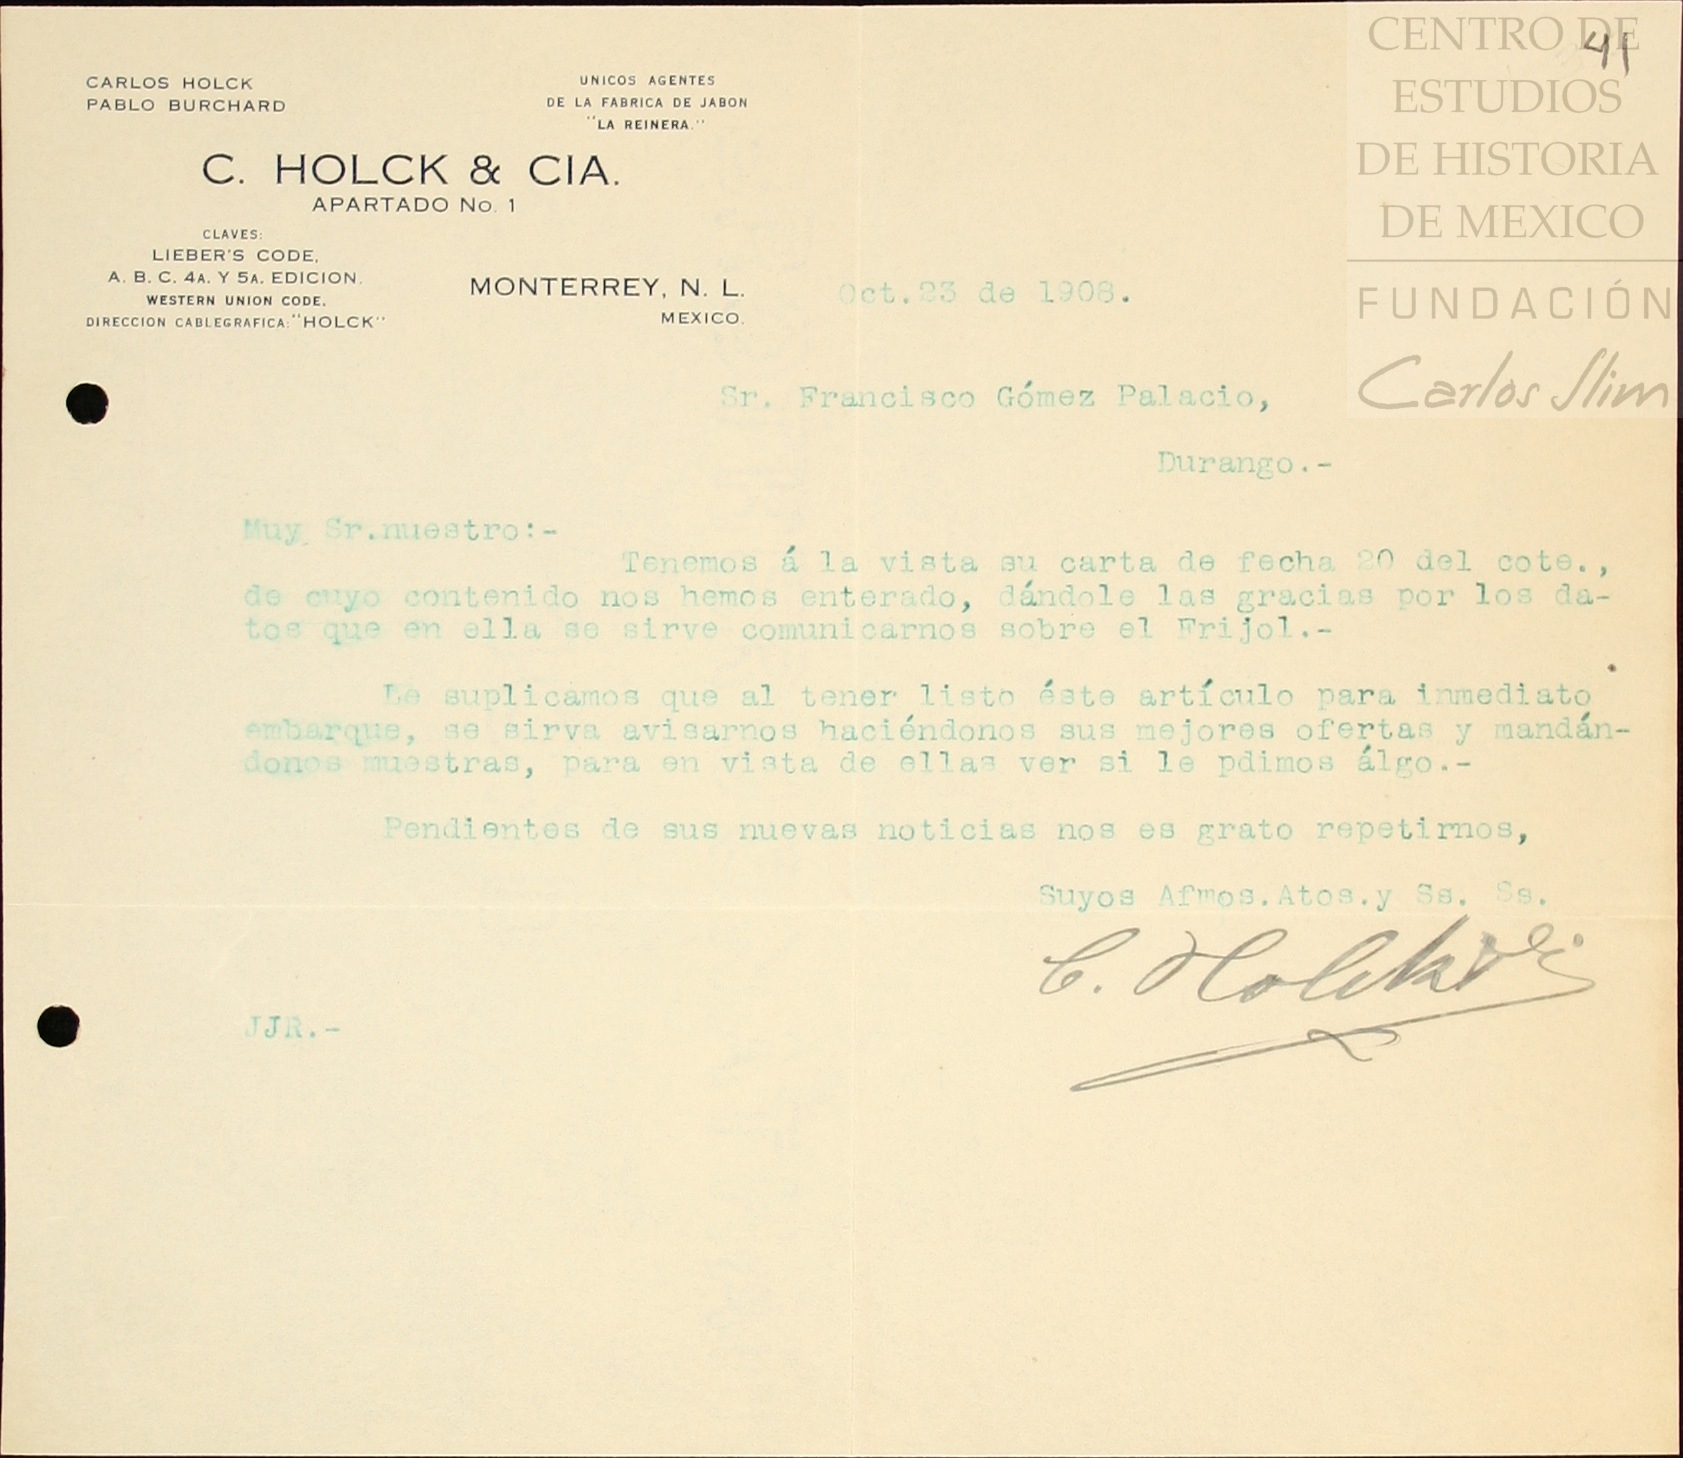 CARLOS HOLCK
PABLO BURCHARD
UNICOS AGENTES
DE LA FABRICA DE JABON
"LA REINERA."
C. HOLCK & CIA.
APARTADO No. 1
CLAVES:
LIEBER'S CODE,
A. B. C. 4A. Y 5A. EDICION.
WESTERN UNION CODE.
DIRECCION CABLEGRAFICA: "HOLCK"
MONTERREY, N. L.
MEXICO.
Oct.23 de 1908.
41
CENTRO DE
ESTUDIOS
DE HISTORIA
DE MEXICO
FUNDACIÓN
Carlos Slim
Sr. Francisco Gómez Palacio,
Durango.-
Muy Sr.nuestro:-
Tenemos á la vista su carta de fecha 20 del cote.,
de cuyo contenido nos hemos enterado, dándole las gracias por los da-
tos que en ella se sirve comunicarnos sobre el Frijol.-
Le suplicamos que al tener listo éste artículo para inmediato
embarque, se sirva avisarnos haciéndonos sus mejores ofertas y mandán-
donos muestras, para en vista de ellas ver si le pdimos álgo.-
Pendientes de sus nuevas noticias nos es grato repetirnos,
Suyos Afmos.Atos.y Ss. Ss.
C. Holck
JJR.-